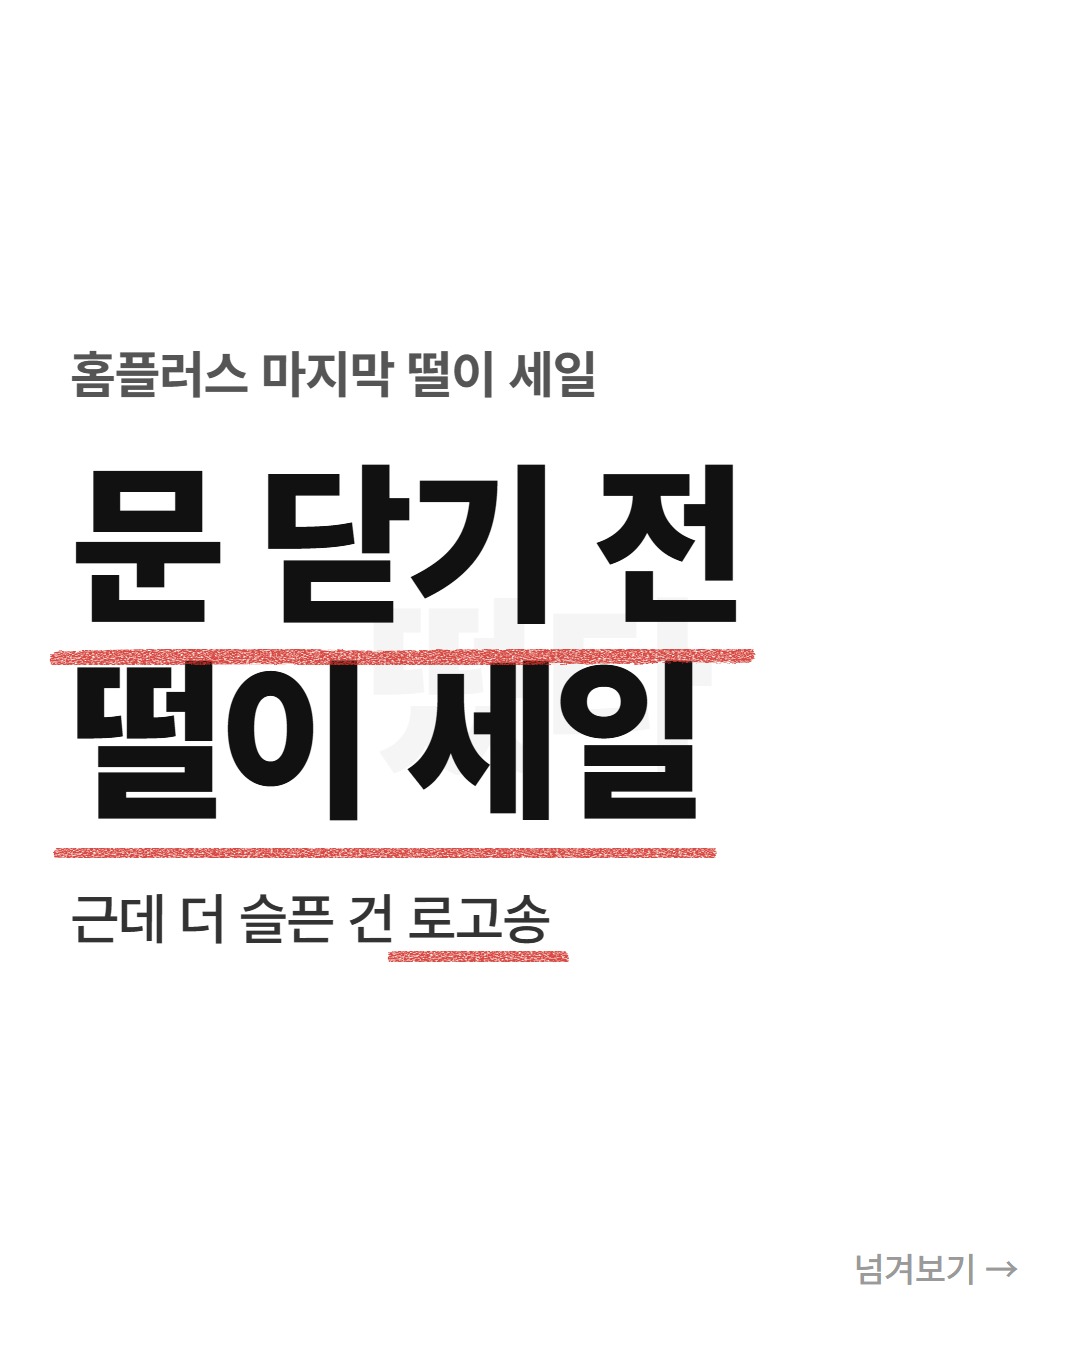 홈플러스 마지막 떨이 세일
문 닫기 전
떨이 세일
근데 더 슬픈 건 로고송
넘겨보기 →